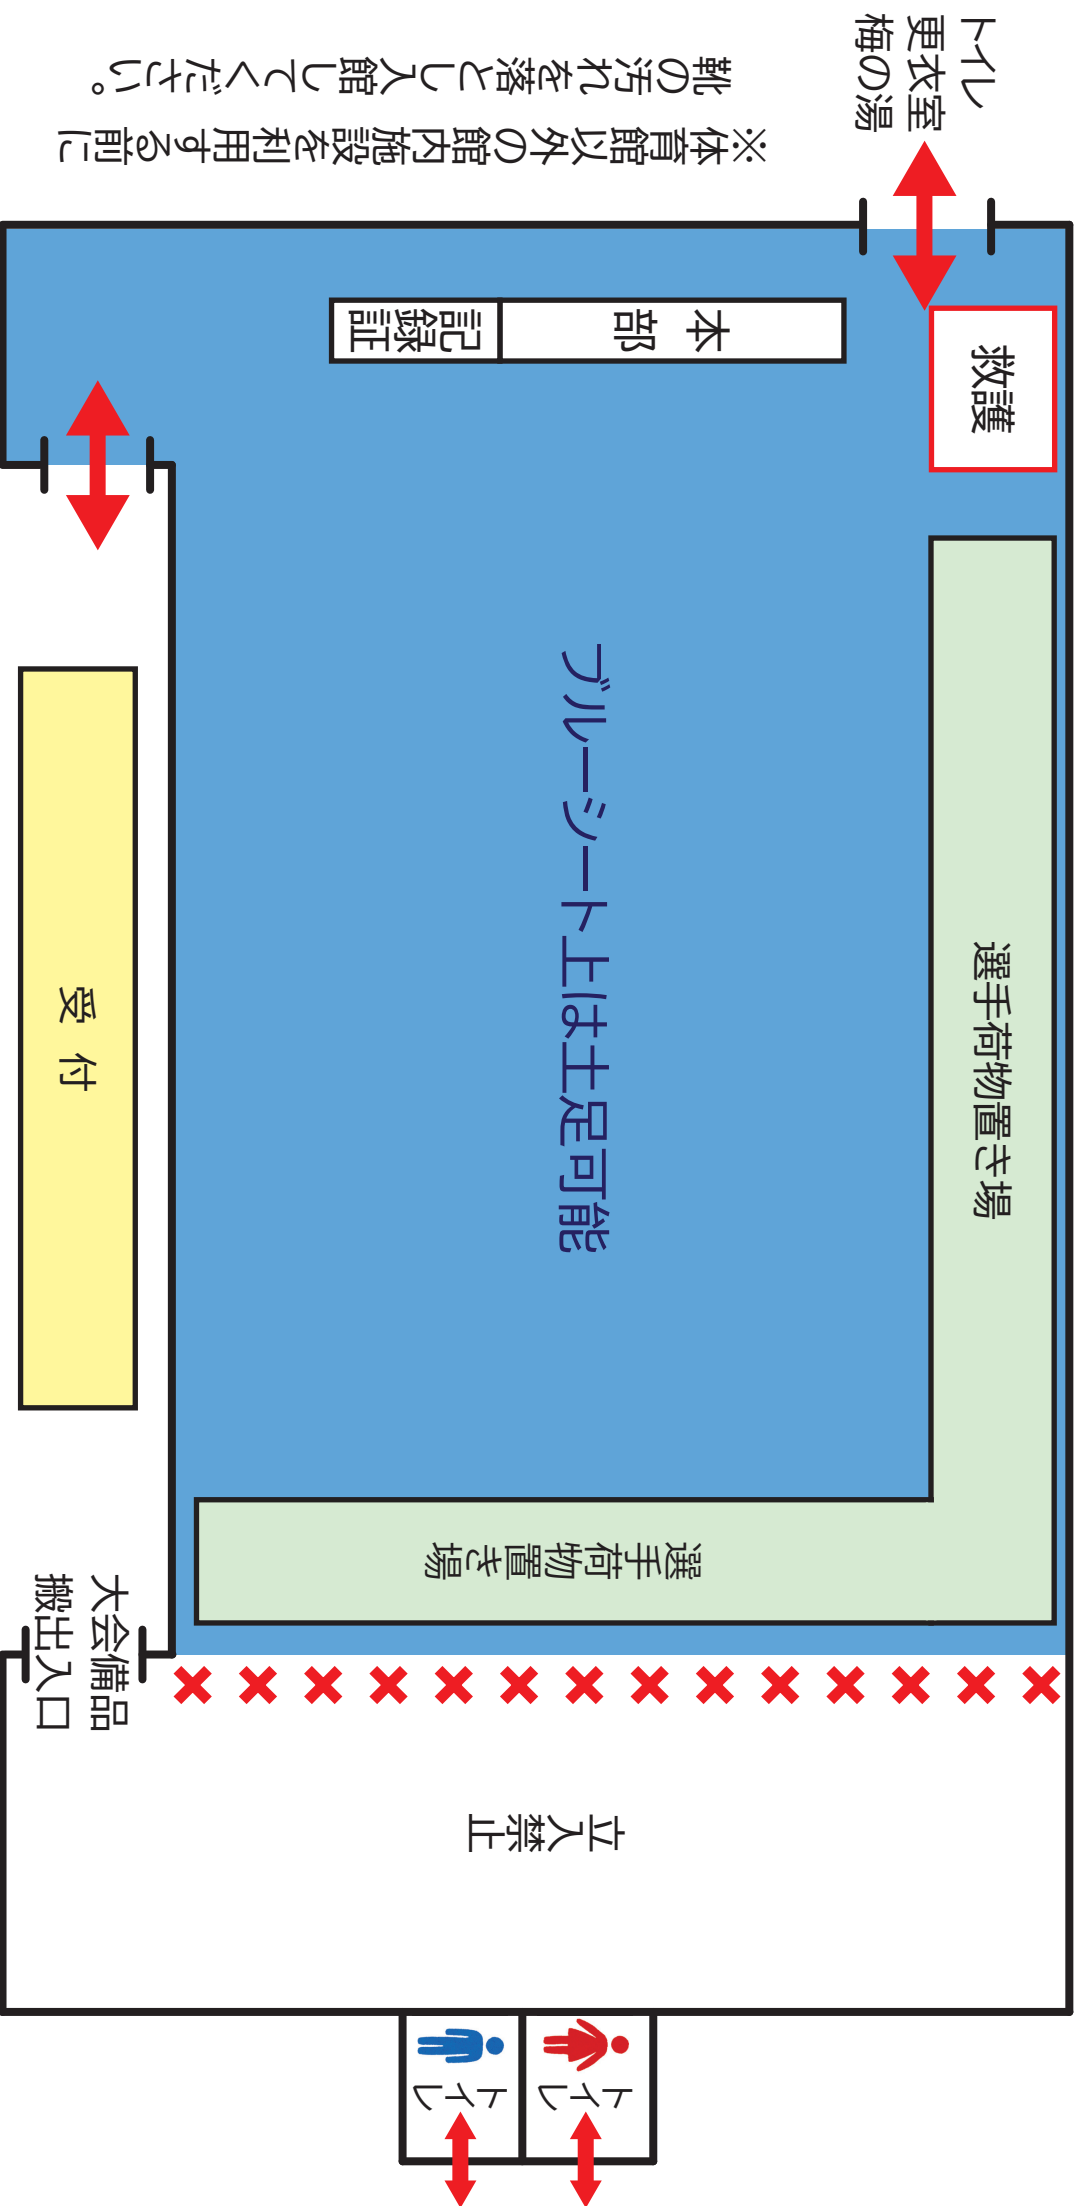 トイレ
更衣室
梅の湯
※体育館以外の館内施設を利用する前に
靴の汚れを落とし入館してください。
救護
本部
記録証
選手荷物置き場
ブルーシート上は土足可能
受付
選手荷物置き場
大会備品
搬出入口
立入禁止
トイレ
トイレ